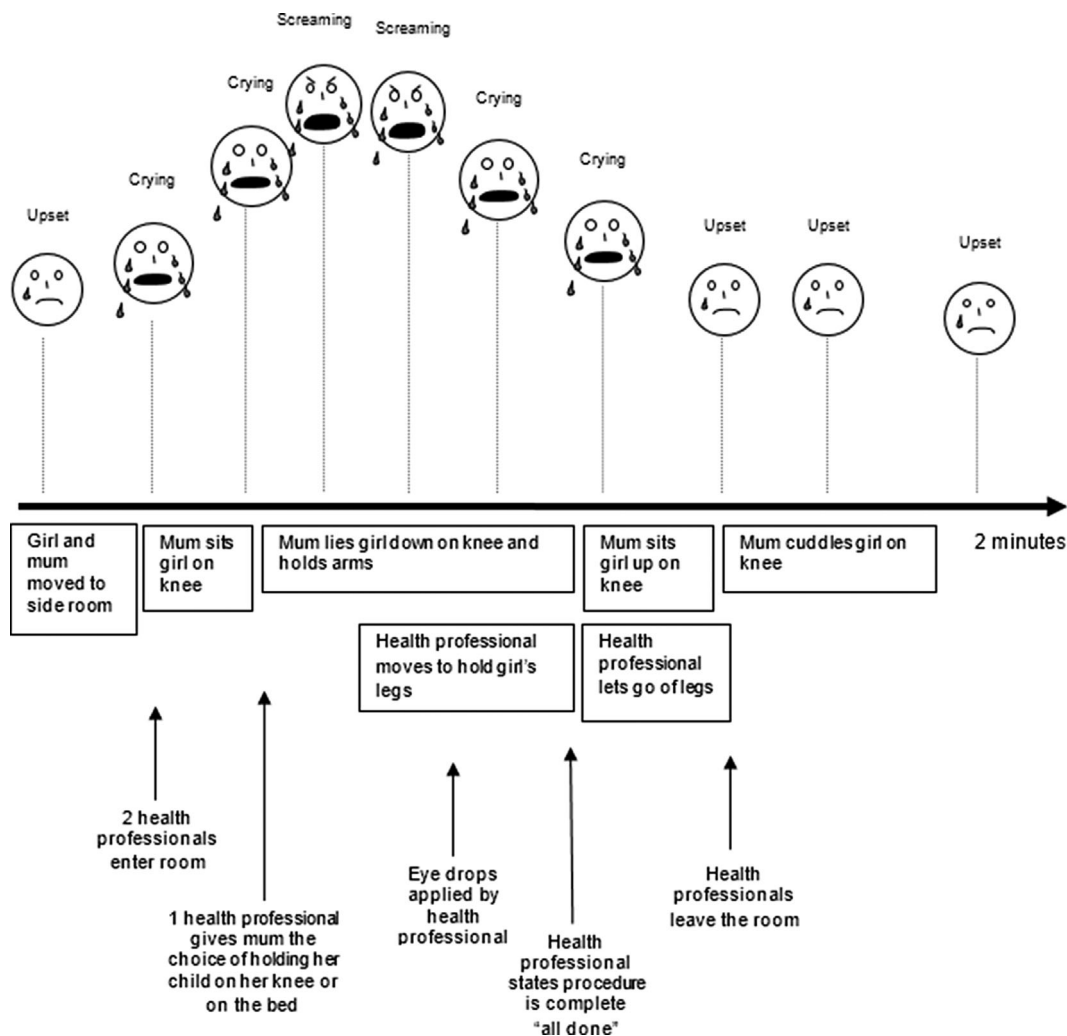 Screaming
Screaming
Crying
Crying
Crying
Crying
Upset
Upset
Upset
Upset
Girl and
mum
moved to
side room
Mum sits
girl on
knee
Mum lies girl down on knee and
holds arms
Mum sits
girl up on
knee
Mum cuddles girl on
knee
2 minutes
Health professional
moves to hold girl's
legs
Health
professional
lets go of legs
2 health
professionals
enter room
1 health professional
gives mum the
choice of holding her
child on her knee or
on the bed
Eye drops
applied by
health
professional
Health
professional
states procedure
is complete
“all done”
Health
professionals
leave the room